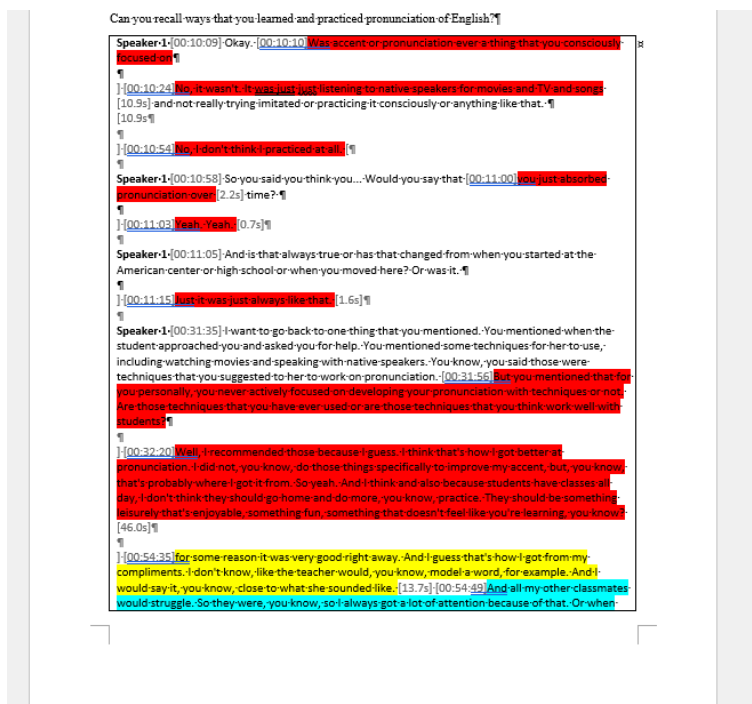 Can you recall ways that you learned and practiced pronunciation of English?¶
Speaker 1 [00:10:09] Okay. [00:10:10]Was accent or pronunciation ever a thing that you consciously
focused on¶
¶
] [00:10:24]No, it wasn't. It was just just listening to native speakers for movies and TV and songs
[10.9s] and not really trying imitated or practicing it consciously or anything like that. ¶
[10.9s¶
¶
] [00:10:54]No, I don't think I practiced at all. [¶
¶
Speaker 1 [00:10:58] So you said you think you... Would you say that [00:11:00]you just absorbed
pronunciation over [2.2s] time? ¶
¶
] [00:11:03]Yeah. Yeah. [0.7s]¶
¶
Speaker 1 [00:11:05] And is that always true or has that changed from when you started at the
American center or high school or when you moved here? Or was it. ¶
¶
] [00:11:15]Just it was just always like that. [1.6s]¶
¶
Speaker 1 [00:31:35] I want to go back to one thing that you mentioned. You mentioned when the
student approached you and asked you for help. You mentioned some techniques for her to use,
including watching movies and speaking with native speakers. You know, you said those were
techniques that you suggested to her to work on pronunciation. [00:31:56]But you mentioned that for
you personally, you never actively focused on developing your pronunciation with techniques or not.
Are those techniques that you have ever used or are those techniques that you think work well with
students?¶
¶
] [00:32:20]Well, I recommended those because I guess. I think that's how I got better at
pronunciation. I did not, you know, do those things specifically to improve my accent, but, you know,
that's probably where I got it from. So yeah. And I think and also because students have classes all
day, I don't think they should go home and do more, you know, practice. They should be something
leisurely that's enjoyable, something fun, something that doesn't feel like you're learning, you know?
[46.0s]¶
¶
] [00:54:35]for some reason it was very good right away. And I guess that's how I got from my
compliments. I don't know, like the teacher would, you know, model a word, for example. And I
would say it, you know, close to what she sounded like. [13.7s] [00:54:49]And all my other classmates
would struggle. So they were, you know, so I always got a lot of attention because of that. Or when